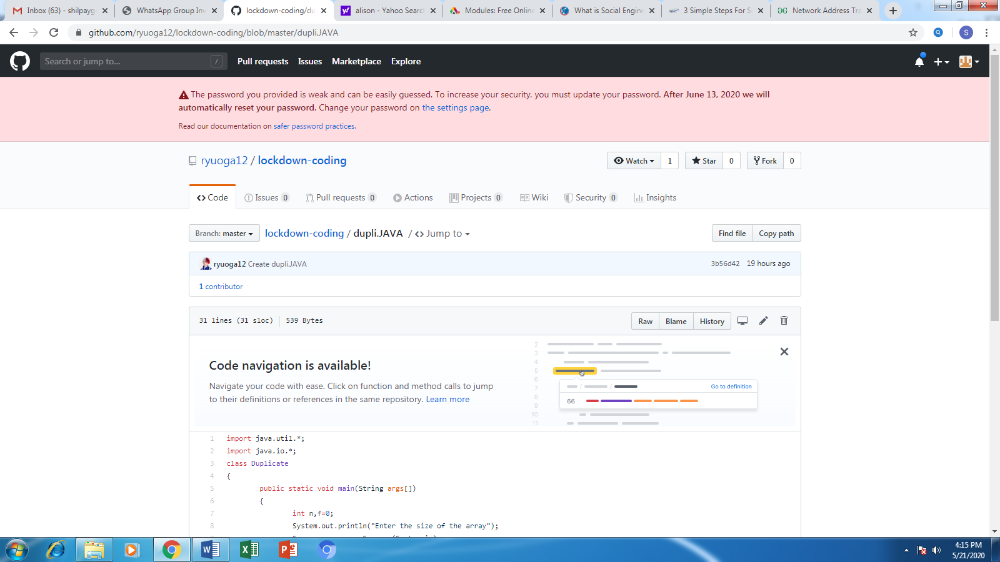 Inbox (63) - shilpayg
WhatsApp Group Inv
lockdown-coding/du
alison - Yahoo Searc
Modules: Free Online
What is Social Engine
3 Simple Steps For S
Network Address Tra
github.com/ryuoga12/lockdown-coding/blob/master/dupli.JAVA
S
Search or jump to... /
Pull requests Issues Marketplace Explore
The password you provided is weak and can be easily guessed. To increase your security, you must update your password. After June 13, 2020 we will
automatically reset your password. Change your password on the settings page.
Read our documentation on safer password practices.
ryuoga12 / lockdown-coding
Watch 1 Star 0 Fork 0
Code Issues 0 Pull requests 0 Actions Projects 0 Wiki Security 0 Insights
Branch: master lockdown-coding / dupli.JAVA / <> Jump to Find file Copy path
ryuoga12 Create dupli.JAVA 3b56d42 19 hours ago
1 contributor
31 lines (31 sloc) 539 Bytes Raw Blame History
Code navigation is available!
Navigate your code with ease. Click on function and method calls to jump
to their definitions or references in the same repository. Learn more
2
3
4
5
6
7
8
9
10
11
Go to definition
66
1 import java.util.*;
2 import java.io.*;
3 class Duplicate
4 {
5 public static void main(String args[])
6 {
7 int n,f=0;
8 System.out.println("Enter the size of the array");
4:15 PM
5/21/2020